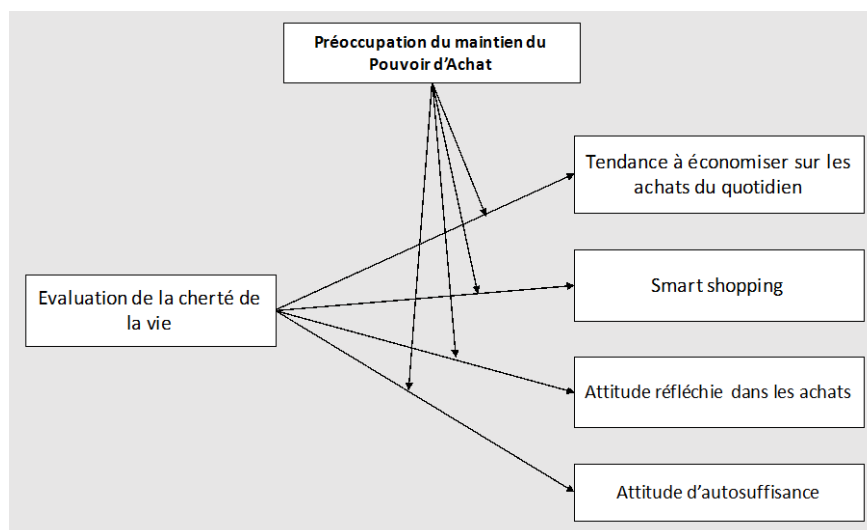 Préoccupation du maintien du
Pouvoir d’Achat
Tendance à économiser sur les
achats du quotidien
Evaluation de la cherté de
la vie
Smart shopping
Attitude réfléchie dans les achats
Attitude d’autosuffisance